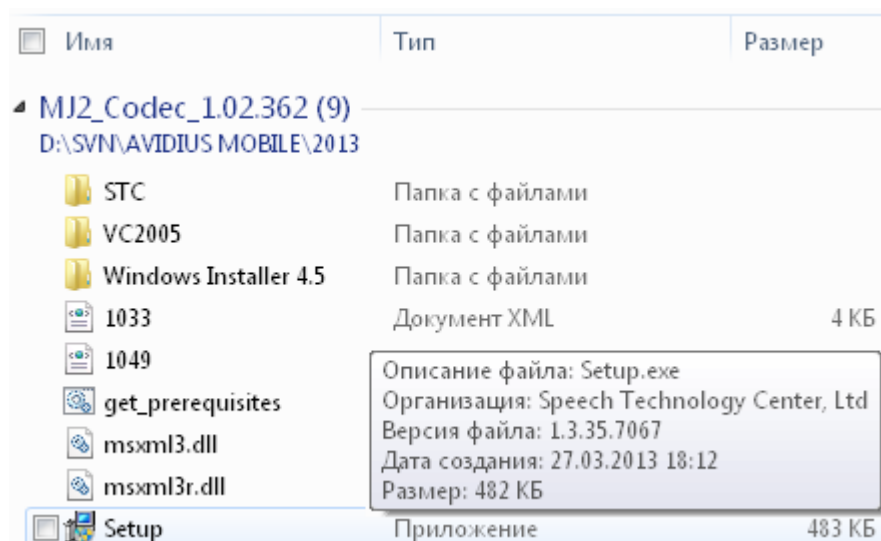 Имя Тип Размер
MJ2_Codec_1.02.362 (9)
D:\SVN\AVIDIUS MOBILE\2013
STC Папка с файлами
VC2005 Папка с файлами
Windows Installer 4.5 Папка с файлами
1033 Документ XML 4 КБ
1049
get_prerequisites
msxml3.dll
msxml3r.dll
Описание файла: Setup.exe
Организация: Speech Technology Center, Ltd
Версия файла: 1.3.35.7067
Дата создания: 27.03.2013 18:12
Размер: 482 КБ
Setup Приложение 483 КБ